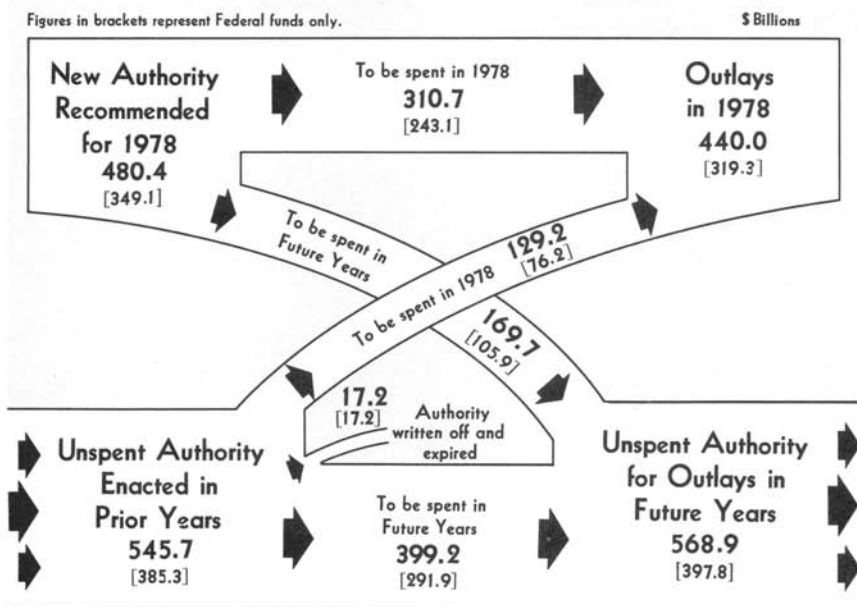 Figures in brackets represent Federal funds only.
$ Billions
New Authority
Recommended
for 1978
480.4
[349.1]
To be spent in 1978
310.7
[243.1]
Outlays
in 1978
440.0
[319.3]
To be spent in
Future Years
To be spent in 1978
129.2
[76.2]
169.7
[105.9]
17.2
[17.2]
Authority
written off and
expired
Unspent Authority
Enacted in
Prior Years
545.7
[385.3]
To be spent in
Future Years
399.2
[291.9]
Unspent Authority
for Outlays in
Future Years
568.9
[397.8]